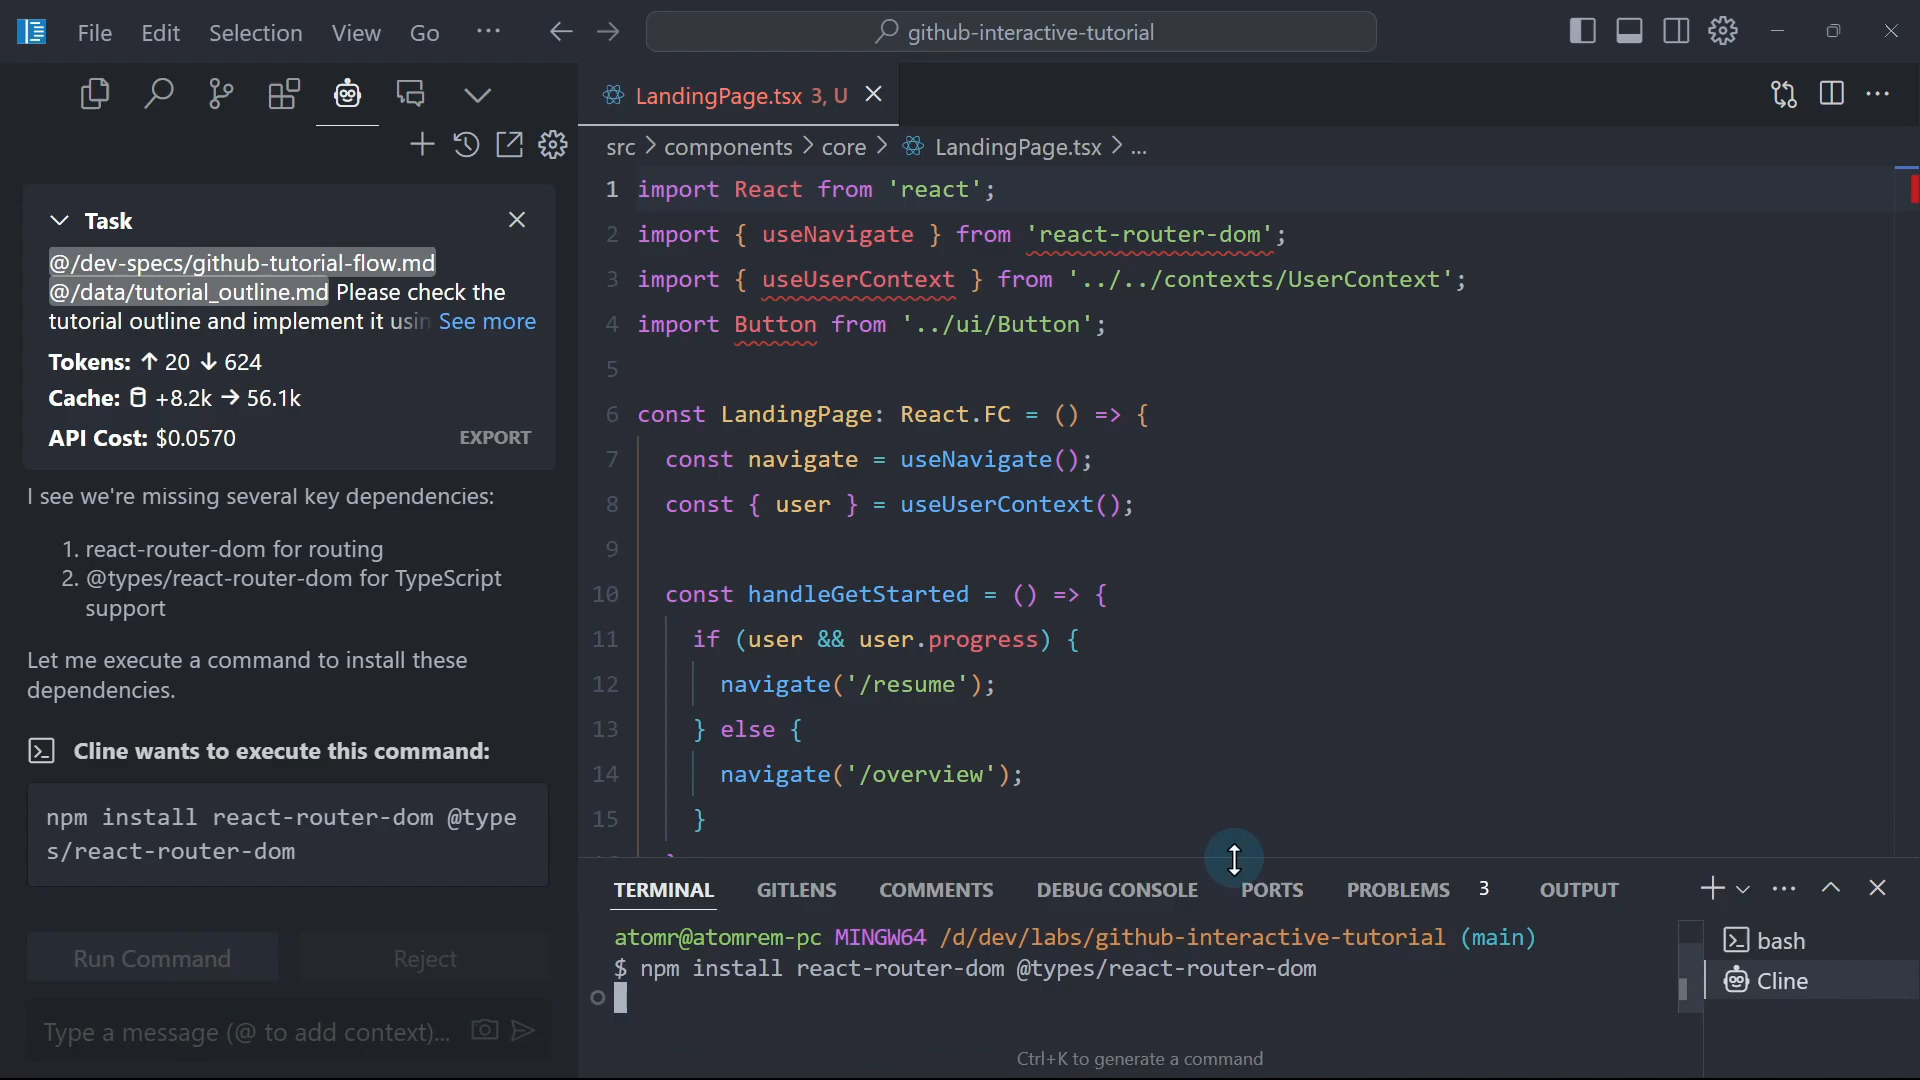 File Edit Selection View Go ··· github-interactive-tutorial
LandingPage.tsx 3, U
src > components > core > LandingPage.tsx > ...
Task
@/dev-specs/github-tutorial-flow.md
@/data/tutorial_outline.md Please check the
tutorial outline and implement it usin See more
Tokens: ↑ 20 ↓ 624
Cache: +8.2k → 56.1k
API Cost: $0.0570 EXPORT
I see we're missing several key dependencies:
1. react-router-dom for routing
2. @types/react-router-dom for TypeScript
support
Let me execute a command to install these
dependencies.
Cline wants to execute this command:
npm install react-router-dom @type
s/react-router-dom
Run Command Reject
Type a message (@ to add context)...
1 import React from 'react';
2 import { useNavigate } from 'react-router-dom';
3 import { useUserContext } from '../../contexts/UserContext';
4 import Button from '../ui/Button';
5
6 const LandingPage: React.FC = () => {
7 const navigate = useNavigate();
8 const { user } = useUserContext();
9
10 const handleGetStarted = () => {
11 if (user && user.progress) {
12 navigate('/resume');
13 } else {
14 navigate('/overview');
15 }
TERMINAL GITLENS COMMENTS DEBUG CONSOLE PORTS PROBLEMS 3 OUTPUT
atomr@atomrem-pc MINGW64 /d/dev/labs/github-interactive-tutorial (main)
$ npm install react-router-dom @types/react-router-dom
Ctrl+K to generate a command
bash
Cline